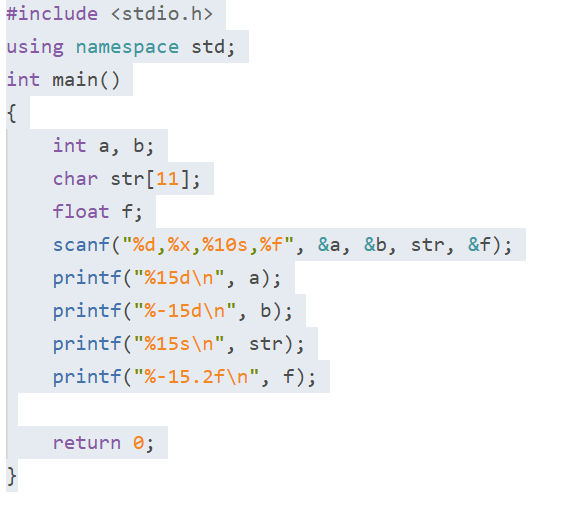 #include <stdio.h>
using namespace std;
int main()
{
    int a, b;
    char str[11];
    float f;
    scanf("%d,%x,%10s,%f", &a, &b, str, &f);
    printf("%15d\n", a);
    printf("%-15d\n", b);
    printf("%15s\n", str);
    printf("%-15.2f\n", f);

    return 0;
}